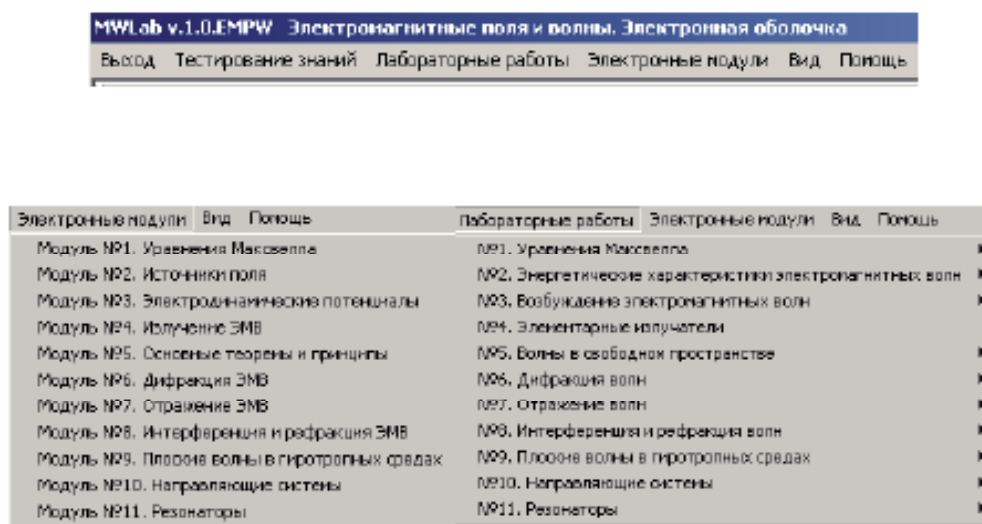 MWLab v.1.0.EMPW Электромагнитные поля и волны. Электронная оболочка
Выход Тестирование знаний Лабораторные работы Электронные модули Вид Помощь
Электронные модули Вид Помощь
Модуль №1. Уравнения Максвелла
Модуль №2. Источники поля
Модуль №3. Электродинамические потенциалы
Модуль №4. Излучение ЭМВ
Модуль №5. Основные теоремы и принципы
Модуль №6. Дифракция ЭМВ
Модуль №7. Отражение ЭМВ
Модуль №8. Интерференция и рефракция ЭМВ
Модуль №9. Плоские волны в гиротропных средах
Модуль №10. Направляющие системы
Модуль №11. Резонаторы
Лабораторные работы Электронные модули Вид Помощь
№1. Уравнения Максвелла
№2. Энергетические характеристики электромагнитных волн
№3. Возбуждение электромагнитных волн
№4. Элементарные излучатели
№5. Волны в свободном пространстве
№6. Дифракция волн
№7. Отражение волн
№8. Интерференция и рефракция волн
№9. Плоские волны в гиротропных средах
№10. Направляющие системы
№11. Резонаторы